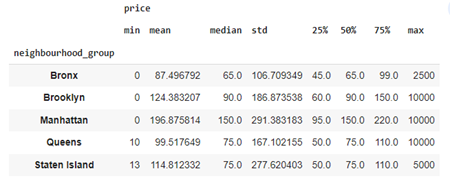 price
min mean median std 25% 50% 75% max
neighbourhood_group
Bronx 0 87.496792 65.0 106.709349 45.0 65.0 99.0 2500
Brooklyn 0 124.383207 90.0 186.873538 60.0 90.0 150.0 10000
Manhattan 0 196.875814 150.0 291.383183 95.0 150.0 220.0 10000
Queens 10 99.517649 75.0 167.102155 50.0 75.0 110.0 10000
Staten Island 13 114.812332 75.0 277.620403 50.0 75.0 110.0 5000